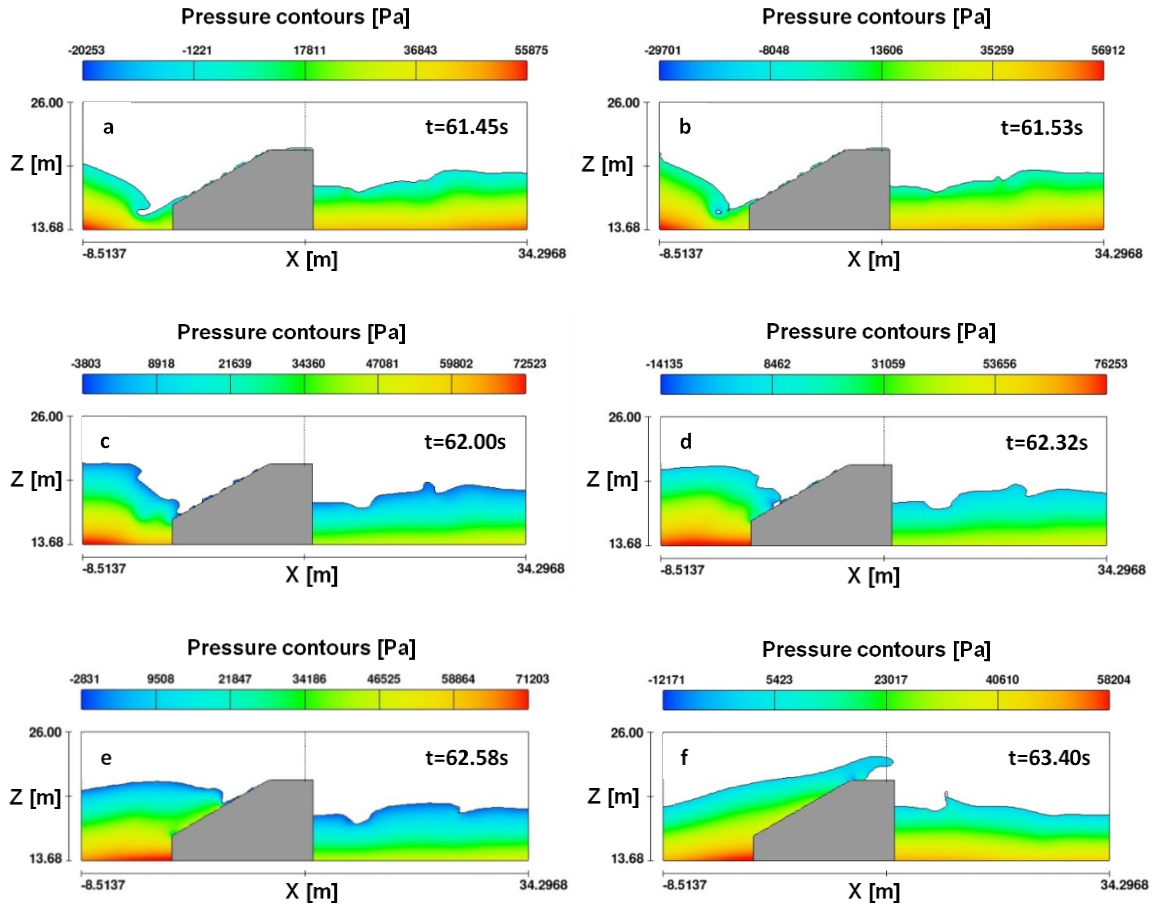 Pressure contours [Pa]
-20253 -1221 17811 36843 55875
26.00
a t=61.45s
Z [m]
13.68
-8.5137 34.2968
X [m]
Pressure contours [Pa]
-29701 -8048 13606 35259 56912
26.00
b t=61.53s
Z [m]
13.68
-8.5137 34.2968
X [m]
Pressure contours [Pa]
-3803 8918 21639 34360 47081 59802 72523
26.00
c t=62.00s
Z [m]
13.68
-8.5137 34.2968
X [m]
Pressure contours [Pa]
-14135 8462 31059 53656 76253
26.00
d t=62.32s
Z [m]
13.68
-8.5137 34.2968
X [m]
Pressure contours [Pa]
-2831 9508 21847 34186 46525 58864 71203
26.00
e t=62.58s
Z [m]
13.68
-8.5137 34.2968
X [m]
Pressure contours [Pa]
-12171 5423 23017 40610 58204
26.00
f t=63.40s
Z [m]
13.68
-8.5137 34.2968
X [m]